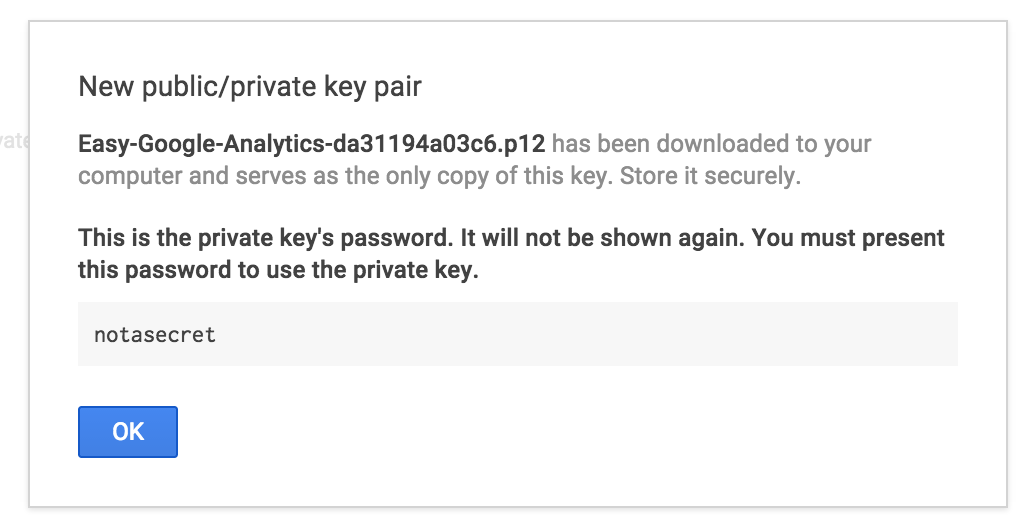 New public/private key pair
Easy-Google-Analytics-da31194a03c6.p12 has been downloaded to your
computer and serves as the only copy of this key. Store it securely.
This is the private key's password. It will not be shown again. You must present
this password to use the private key.
notasecret
OK